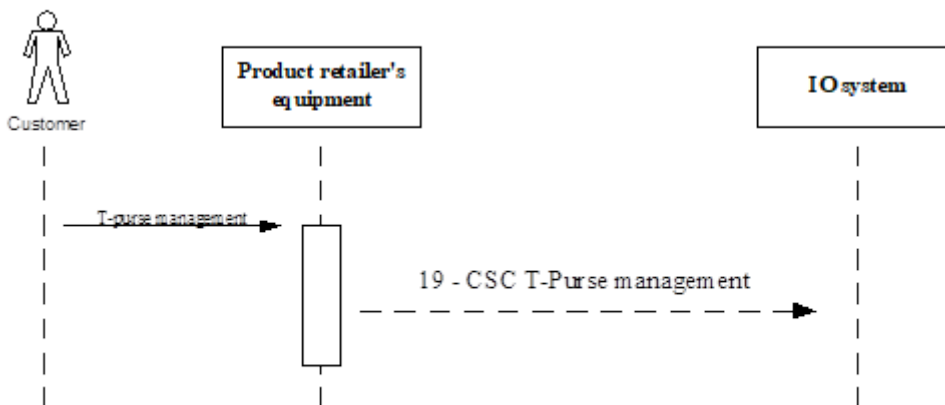 Product retailer's
equipment
IO system
Customer
T-purse management
19 - CSC T-Purse management